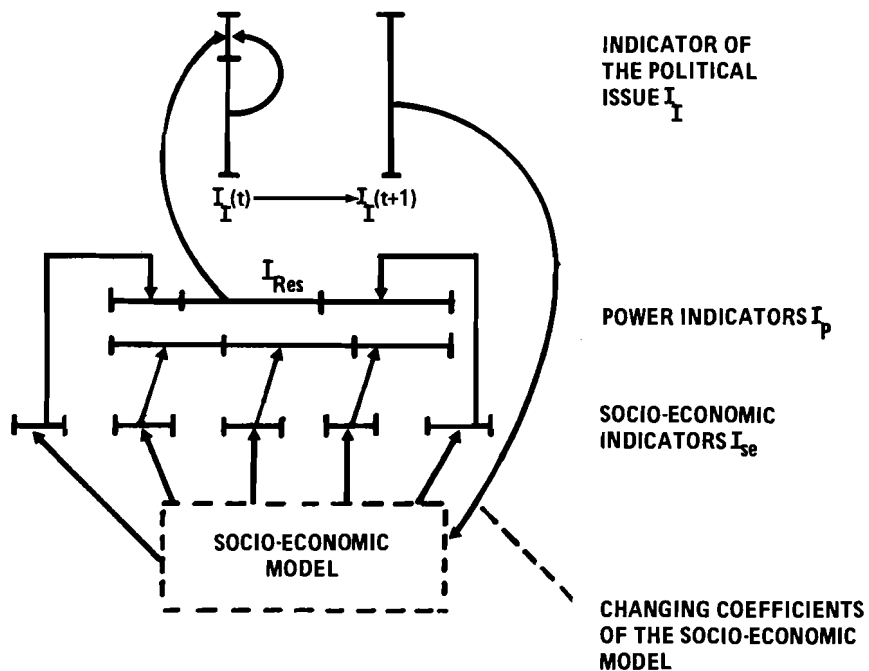 INDICATOR OF
THE POLITICAL
ISSUE I_I
I_I(t)
I_I(t+1)
I_Res
POWER INDICATORS I_p
SOCIO-ECONOMIC
INDICATORS I_se
SOCIO-ECONOMIC
MODEL
CHANGING COEFFICIENTS
OF THE SOCIO-ECONOMIC
MODEL